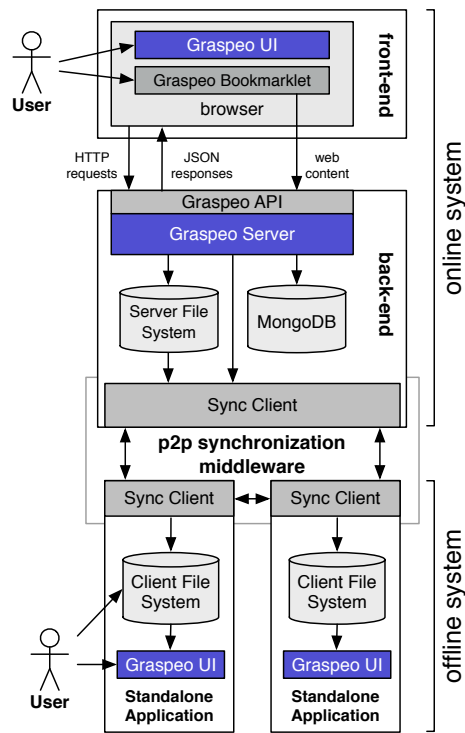 Graspeo UI
Graspeo Bookmarklet
browser
front-end
User
HTTP
requests
JSON
responses
web
content
online system
Graspeo API
Graspeo Server
back-end
Server File
System
MongoDB
Sync Client
p2p synchronization
middleware
Sync Client
Sync Client
offline system
Client File
System
Client File
System
User
Graspeo UI
Graspeo UI
Standalone
Application
Standalone
Application